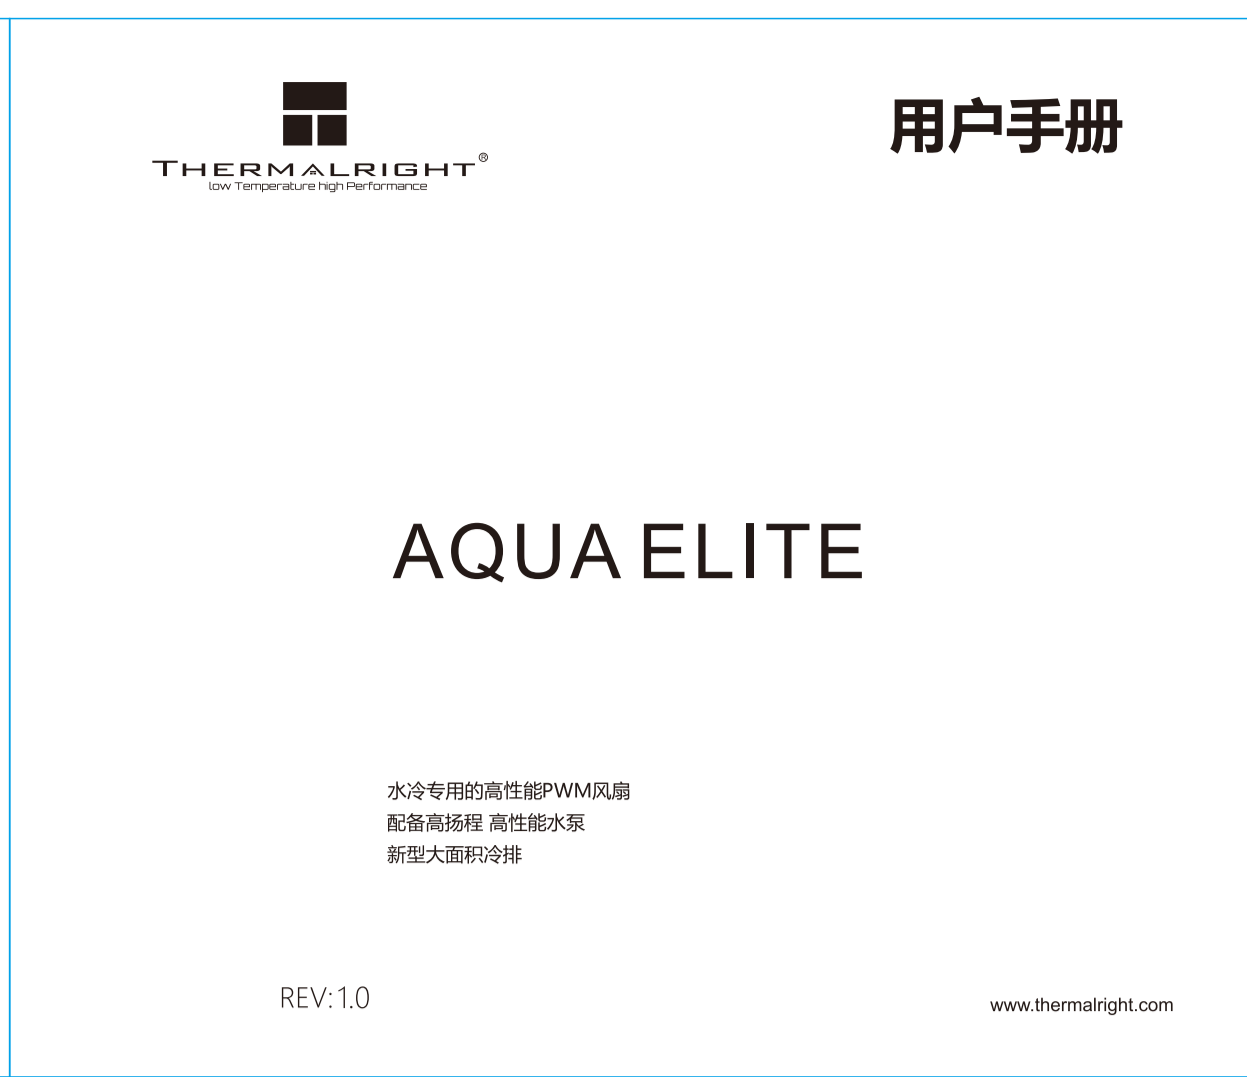 THERMALRIGHT®
low Temperature high Performance
用户手册
AQUA ELITE
水冷专用的高性能PWM风扇
配备高扬程 高性能水泵
新型大面积冷排
REV:1.0
www.thermalright.com